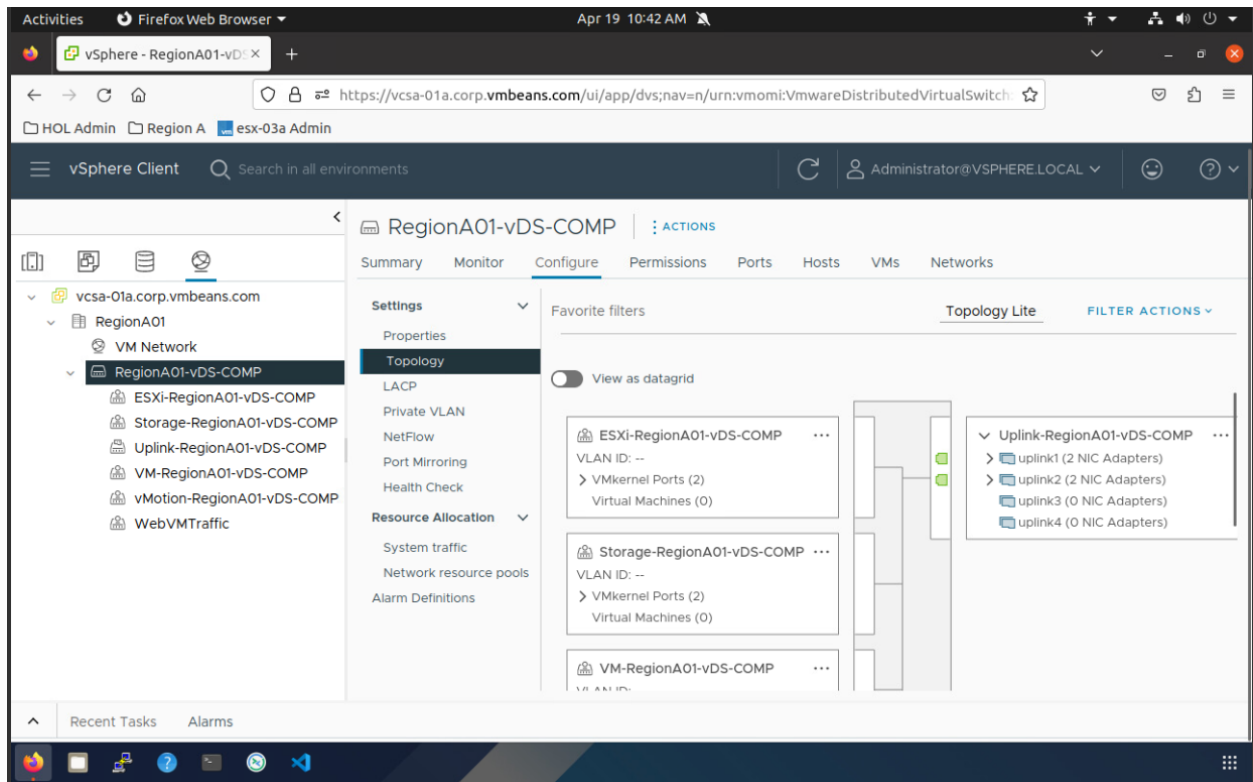 Activities Firefox Web Browser Apr 19 10:42 AM
vSphere - RegionA01-vDS
https://vcsa-01a.corp.vmbeans.com/ui/app/dvs;nav=n/urn:vmomi:VmwareDistributedVirtualSwitch:
HOL Admin Region A esx-03a Admin
vSphere Client Search in all environments Administrator@VSPHERE.LOCAL
RegionA01-vDS-COMP ACTIONS
Summary Monitor Configure Permissions Ports Hosts VMs Networks
vcsa-01a.corp.vmbeans.com
RegionA01
VM Network
RegionA01-vDS-COMP
ESXi-RegionA01-vDS-COMP
Storage-RegionA01-vDS-COMP
Uplink-RegionA01-vDS-COMP
VM-RegionA01-vDS-COMP
vMotion-RegionA01-vDS-COMP
WebVMTraffic
Settings
Properties
Topology
LACP
Private VLAN
NetFlow
Port Mirroring
Health Check
Resource Allocation
System traffic
Network resource pools
Alarm Definitions
Favorite filters Topology Lite FILTER ACTIONS
View as datagrid
ESXi-RegionA01-vDS-COMP ...
VLAN ID: --
VMkernel Ports (2)
Virtual Machines (0)
Storage-RegionA01-vDS-COMP ...
VLAN ID: --
VMkernel Ports (2)
Virtual Machines (0)
VM-RegionA01-vDS-COMP ...
VLAN ID:
Uplink-RegionA01-vDS-COMP ...
uplink1 (2 NIC Adapters)
uplink2 (2 NIC Adapters)
uplink3 (0 NIC Adapters)
uplink4 (0 NIC Adapters)
Recent Tasks Alarms